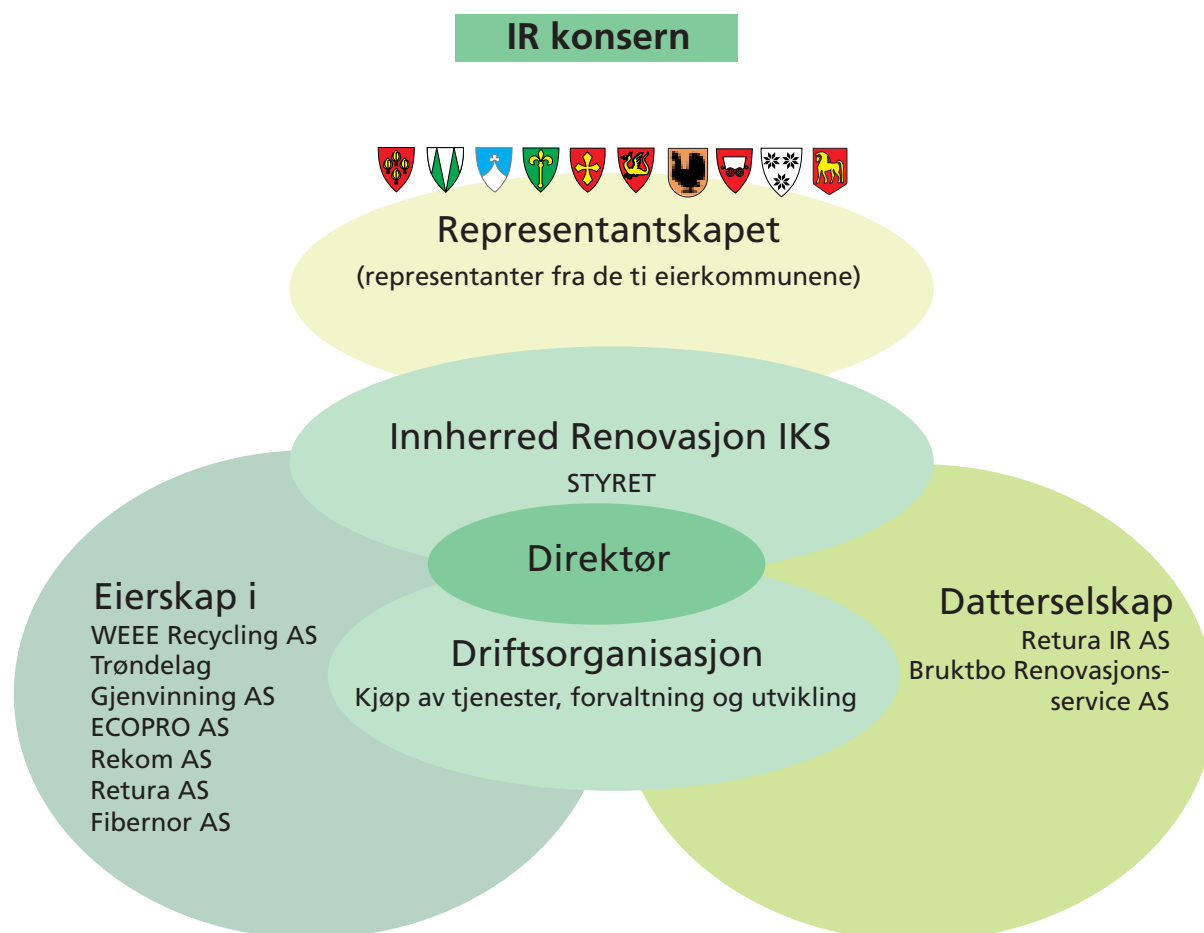 IR konsern
Representantskapet
(representanter fra de ti eierkommunene)
Innherred Renovasjon IKS
STYRET
Direktør
Driftsorganisasjon
Kjøp av tjenester, forvaltning og utvikling
Eierskap i
WEEE Recycling AS
Trøndelag
Gjenvinning AS
ECOPRO AS
Rekom AS
Retura AS
Fibernor AS
Datterselskap
Retura IR AS
Bruktbo Renovasjons-
service AS